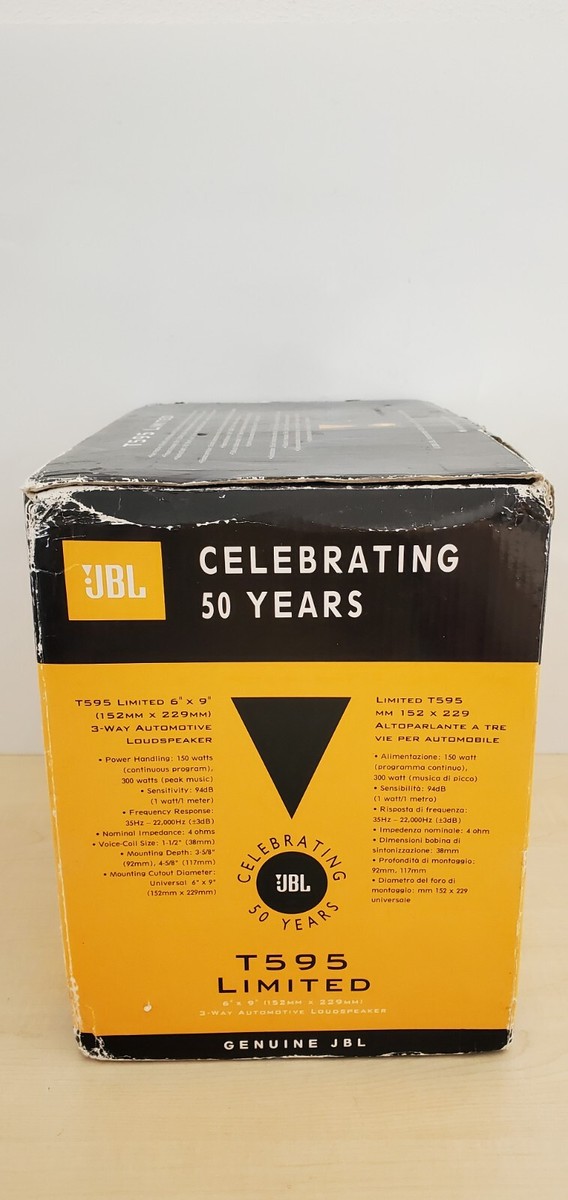 T595 LIMITED
JBL
CELEBRATING
50 YEARS
T595 LIMITED 6" x 9"
(152MM x 229MM)
3-WAY AUTOMOTIVE
LOUDSPEAKER
• Power Handling: 150 watts
(continuous program),
300 watts (peak music)
• Sensitivity: 94dB
(1 watt/1 meter)
• Frequency Response:
35Hz – 22,000Hz (±3dB)
• Nominal Impedance: 4 ohms
• Voice-Coil Size: 1-1/2" (38mm)
• Mounting Depth: 3-5/8"
(92mm), 4-5/8" (117mm)
• Mounting Cutout Diameter:
Universal 6" x 9"
(152mm x 229mm)
LIMITED T595
MM 152 x 229
ALTOPARLANTE A TRE
VIE PER AUTOMOBILE
• Alimentazione: 150 watt
(programma continuo),
300 watt (musica di picca)
• Sensibilità: 94dB
(1 watt/1 metro)
• Risposta di frequenza:
35Hz – 22,000Hz (±3dB)
• Impedenza nominale: 4 ohm
• Dimensioni bobina di
sintonizzazione: 38mm
• Profondità di montaggio:
92mm, 117mm
• Diametro del foro di
montaggio: mm 152 x 229
universale
CELEBRATING
JBL
50 YEARS
T595
LIMITED
6" x 9" (152MM x 229MM)
3-WAY AUTOMOTIVE LOUDSPEAKER
GENUINE JBL